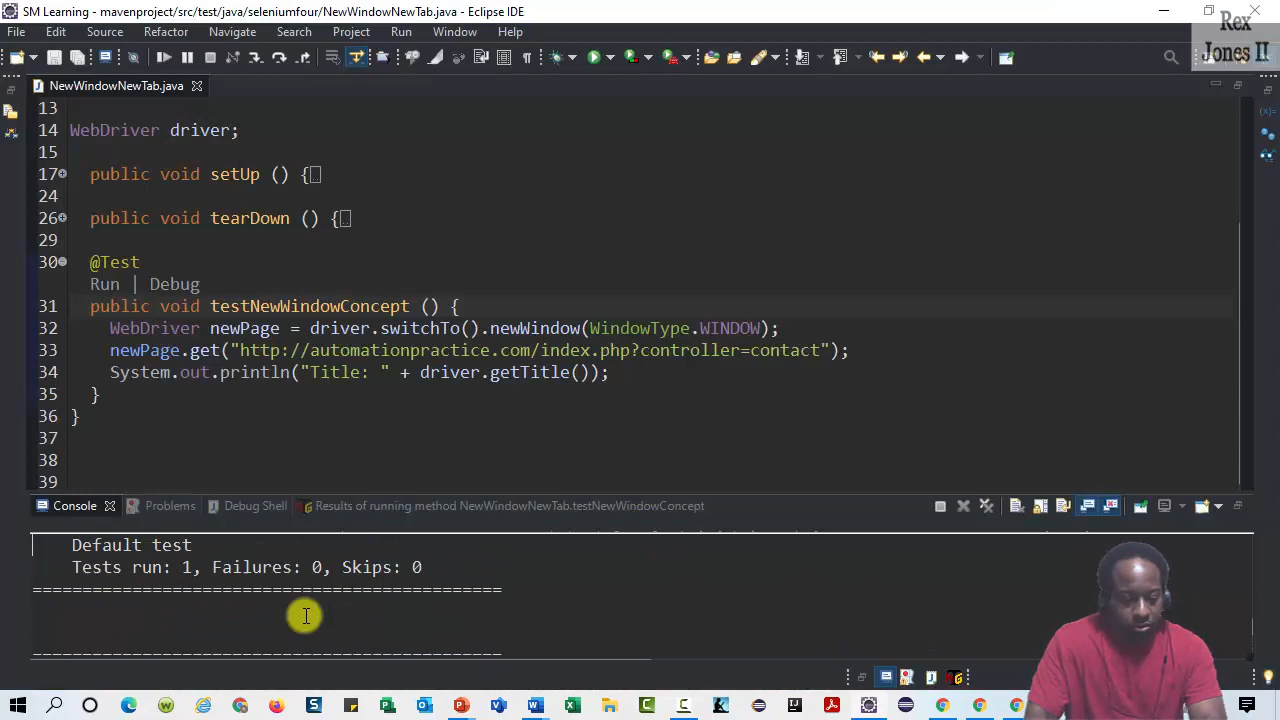 SM Learning - mavenproject/src/test/java/seleniumfour/NewWindowNewTab.java - Eclipse IDE
Rex
Jones II
File Edit Source Refactor Navigate Search Project Run Window Help
NewWindowNewTab.java
13
14 WebDriver driver;
15
17 public void setUp () {
24
26 public void tearDown () {
29
30 @Test
Run | Debug
31 public void testNewWindowConcept () {
32 WebDriver newPage = driver.switchTo().newWindow(WindowType.WINDOW);
33 newPage.get("http://automationpractice.com/index.php?controller=contact");
34 System.out.println("Title: " + driver.getTitle());
35 }
36 }
37
38
39
Console Problems Debug Shell Results of running method NewWindowNewTab.testNewWindowConcept
Default test
Tests run: 1, Failures: 0, Skips: 0
===============================================
===============================================